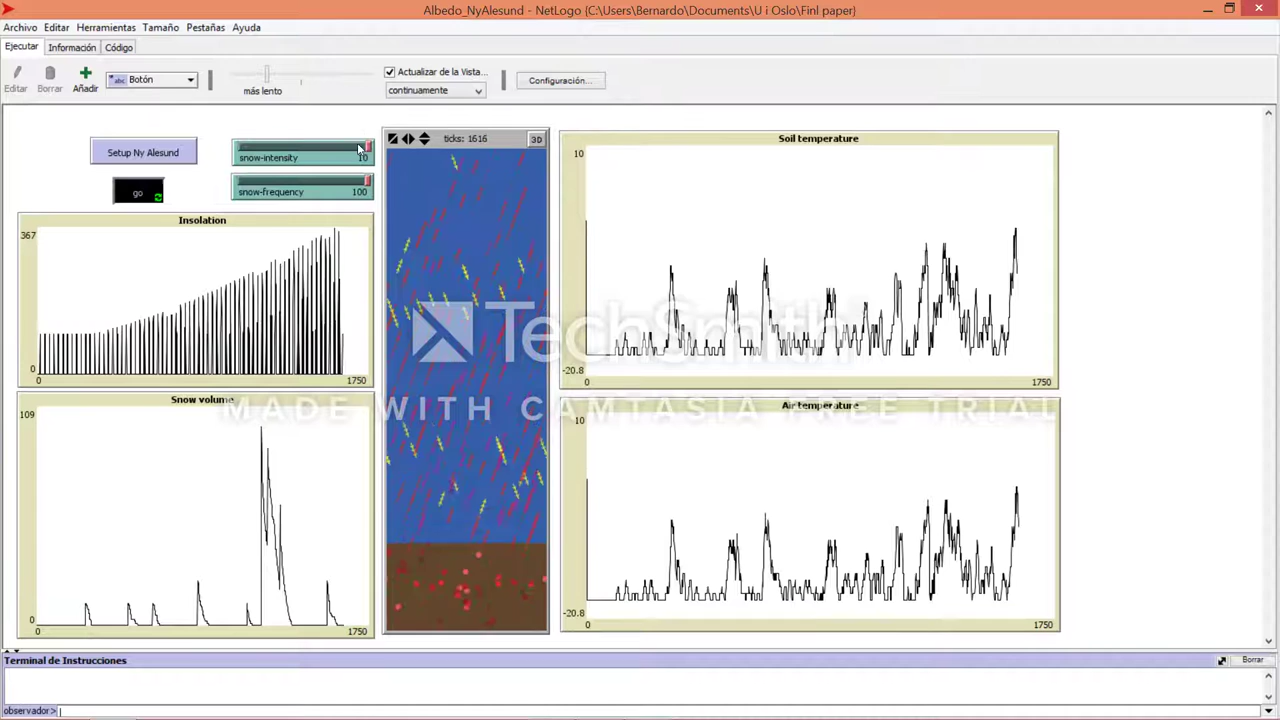 Albedo_NyAlesund - NetLogo {C:\Users\Bernardo\Documents\U i Oslo\Finl paper}
Archivo Editar Herramientas Tamaño Pestañas Ayuda
Ejecutar Información Código
Editar Borrar Añadir
abc Botón
más lento
Actualizar de la Vista...
continuamente
Configuración...
Setup Ny Alesund
go
snow-intensity 10
snow-frequency 100
ticks: 1616 3D
Insolation
367
0
0 1750
Snow volume
109
0
0 1750
Soil temperature
10
-20.8
0 1750
Air temperature
10
-20.8
0 1750
TechSmith
MADE WITH CAMTASIA FREE TRIAL
Terminal de Instrucciones Borrar
observador>